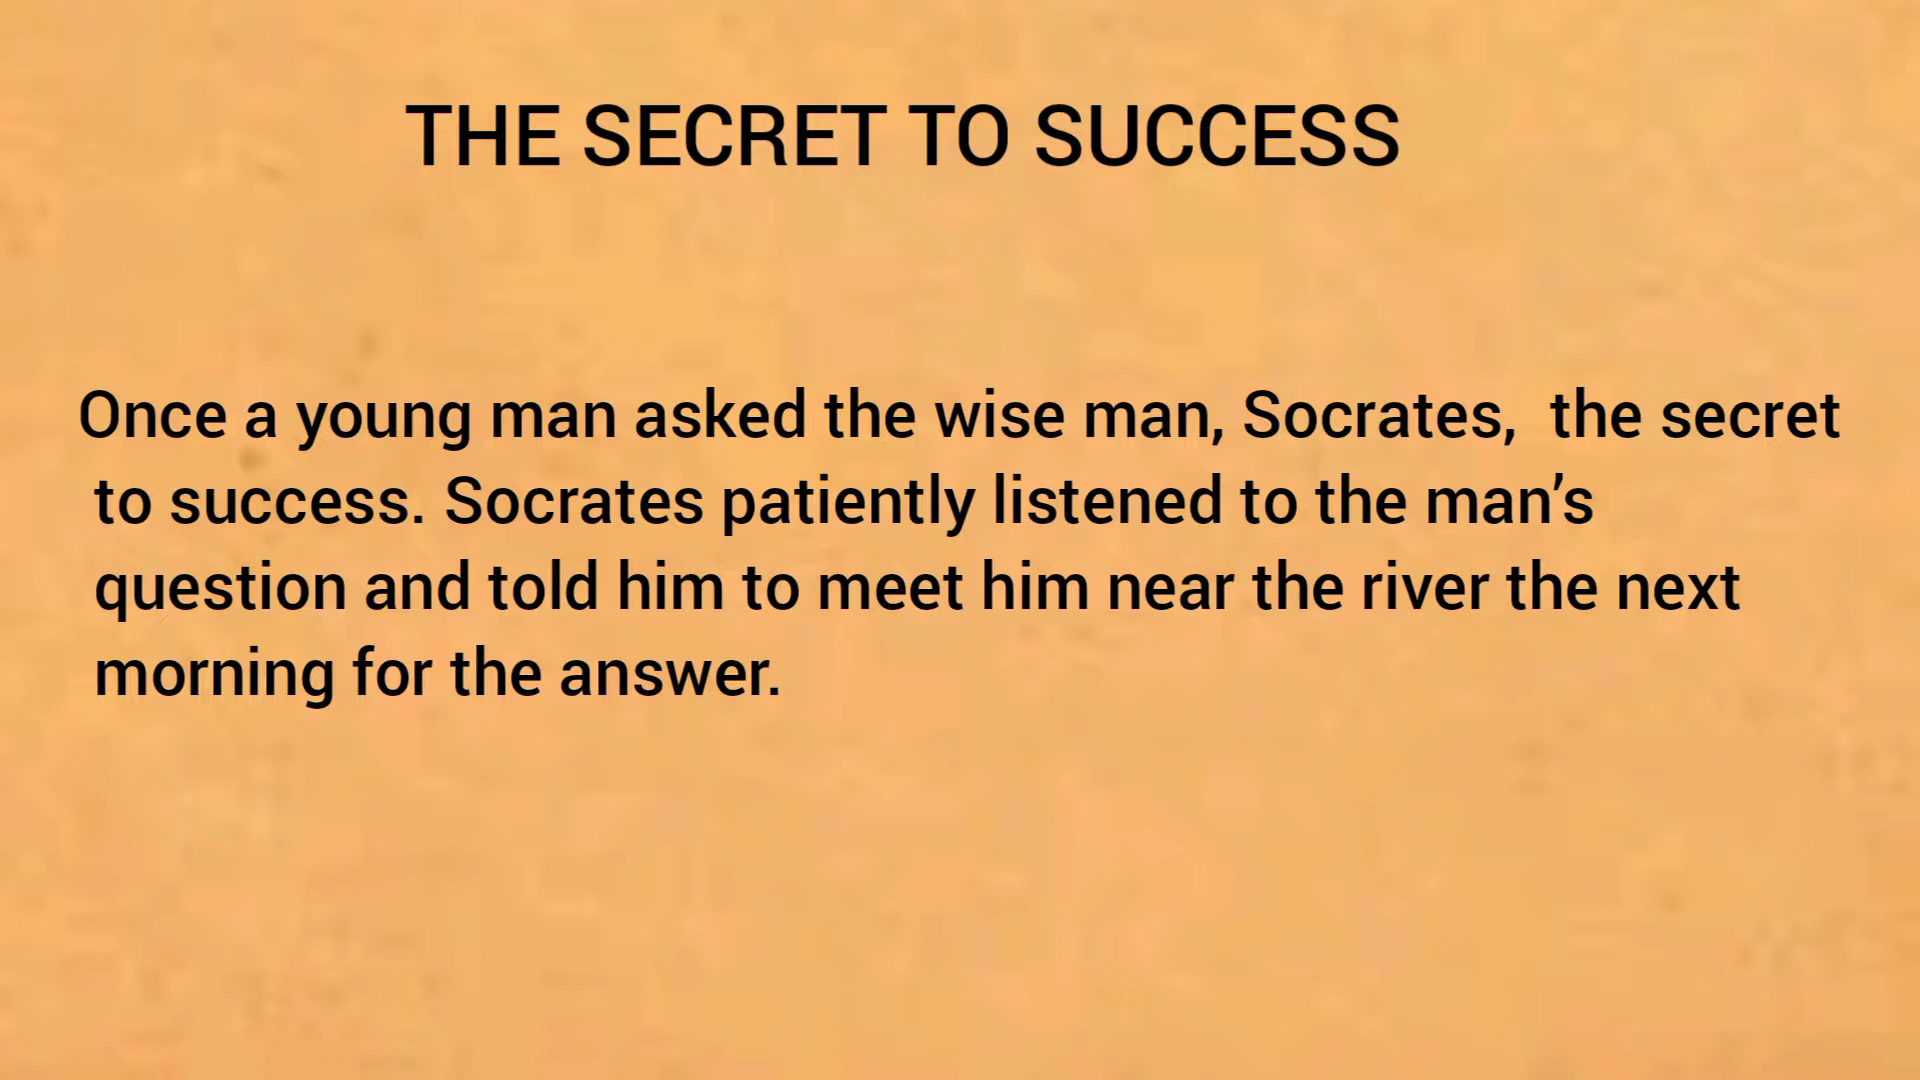 THE SECRET TO SUCCESS
Once a young man asked the wise man, Socrates,  the secret
to success. Socrates patiently listened to the man’s
question and told him to meet him near the river the next
morning for the answer.